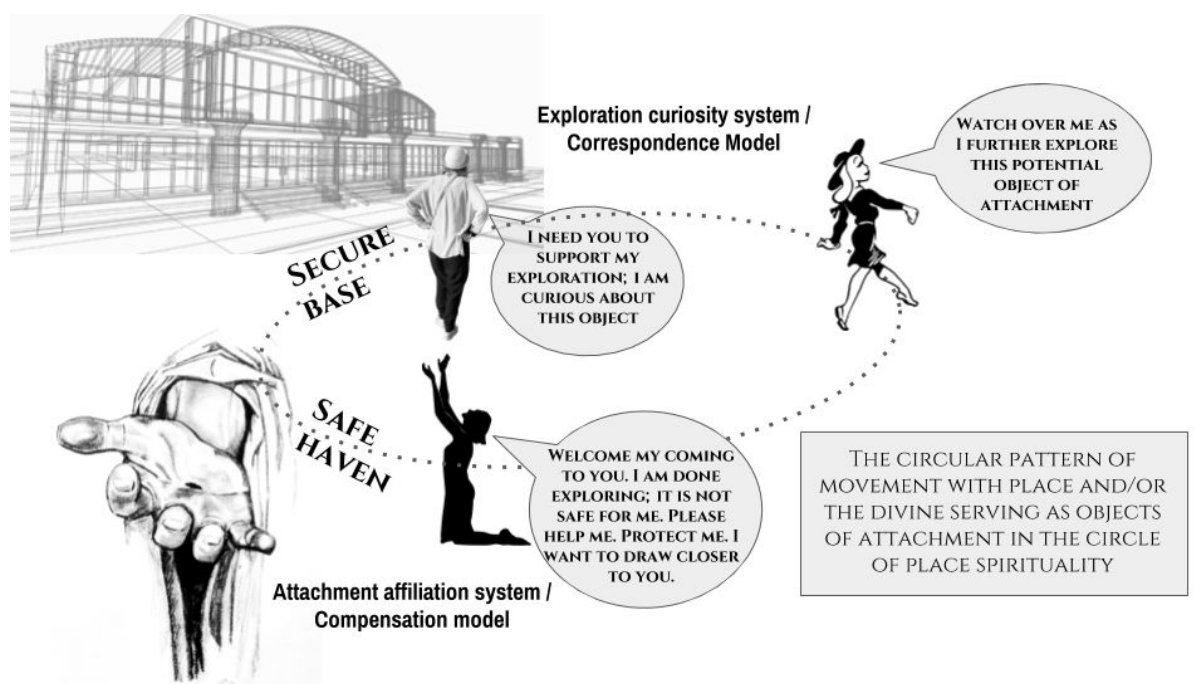 Exploration curiosity system /
Correspondence Model
WATCH OVER ME AS
I FURTHER EXPLORE
THIS POTENTIAL
OBJECT OF
ATTACHMENT
SECURE
BASE
I NEED YOU TO
SUPPORT MY
EXPLORATION; I AM
CURIOUS ABOUT
THIS OBJECT
SAFE
HAVEN
WELCOME MY COMING
TO YOU. I AM DONE
EXPLORING; IT IS NOT
SAFE FOR ME. PLEASE
HELP ME. PROTECT ME. I
WANT TO DRAW CLOSER
TO YOU.
THE CIRCULAR PATTERN OF
MOVEMENT WITH PLACE AND/OR
THE DIVINE SERVING AS OBJECTS
OF ATTACHMENT IN THE CIRCLE
OF PLACE SPIRITUALITY
Attachment affiliation system /
Compensation model